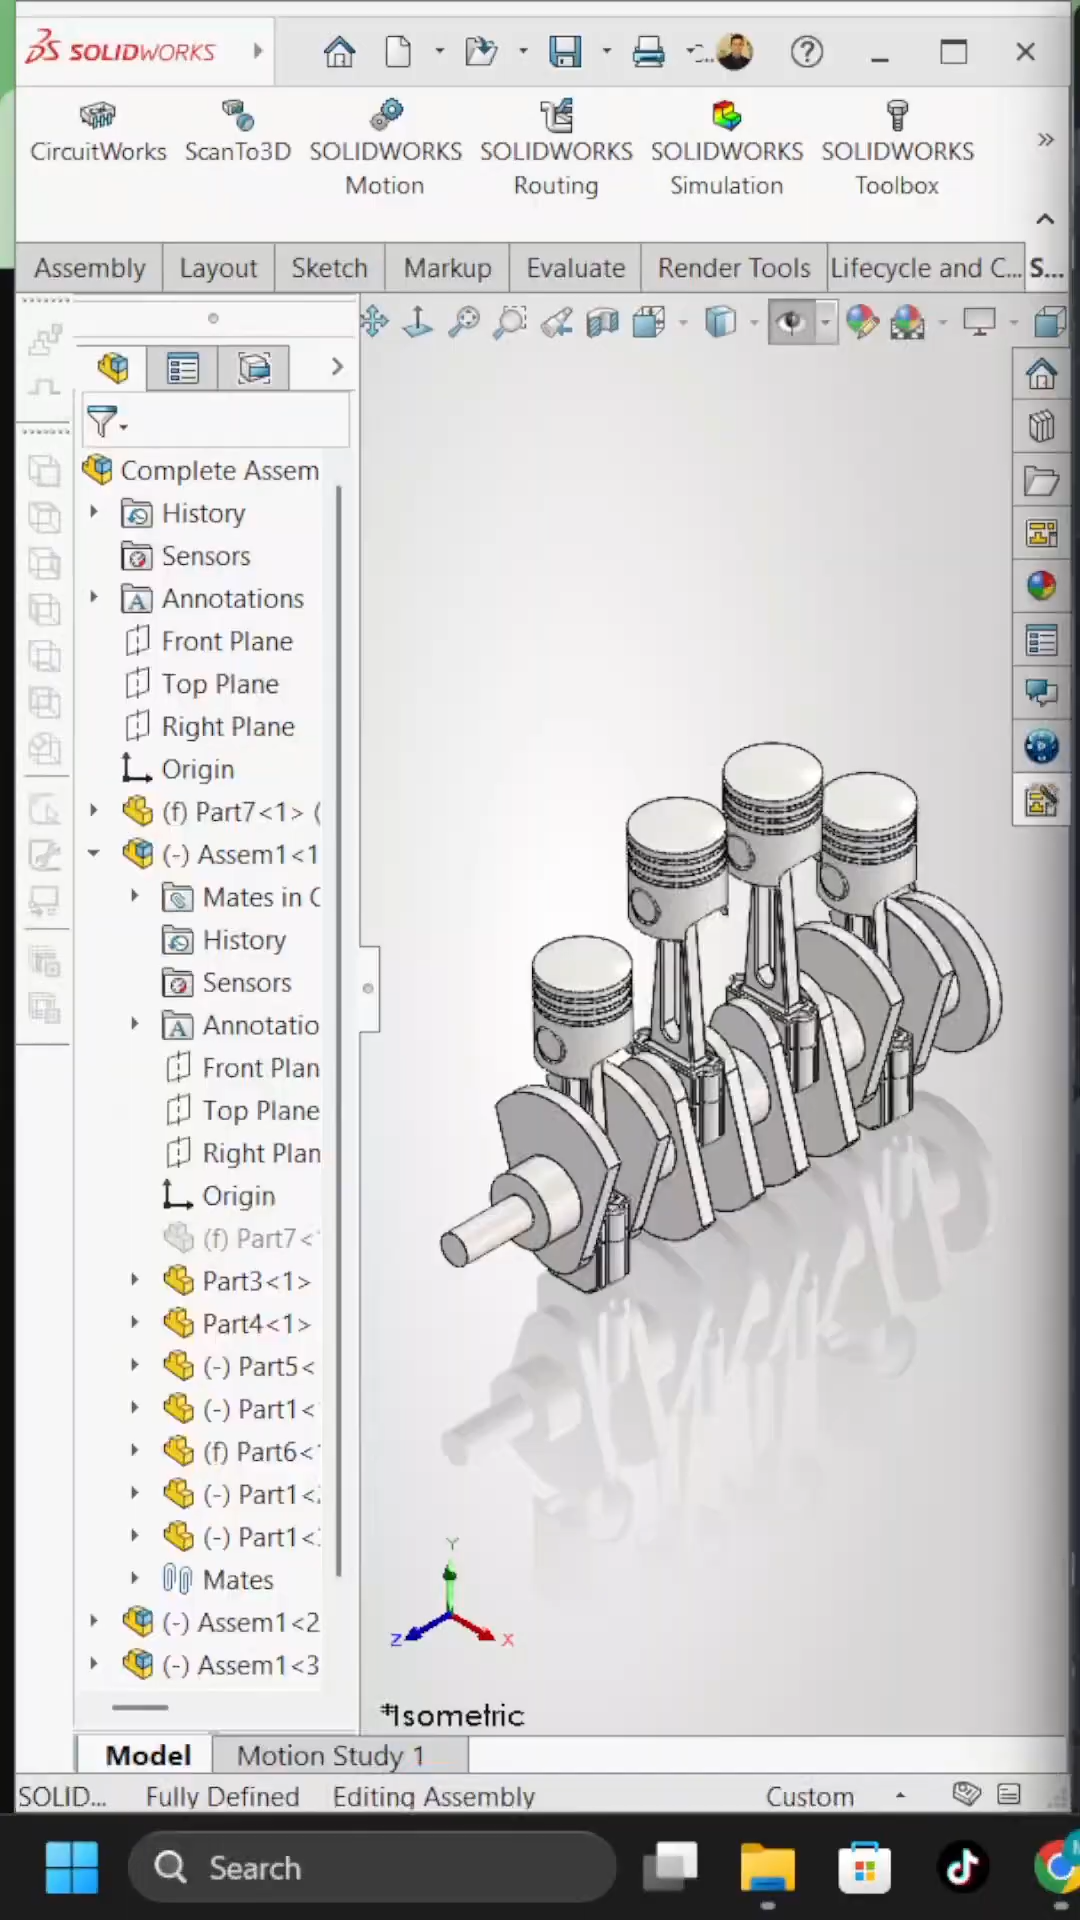 SOLIDWORKS
CircuitWorks
ScanTo3D
SOLIDWORKS Motion
SOLIDWORKS Routing
SOLIDWORKS Simulation
SOLIDWORKS Toolbox
Assembly
Layout
Sketch
Markup
Evaluate
Render Tools
Lifecycle and C...
S...
Complete Assem
History
Sensors
Annotations
Front Plane
Top Plane
Right Plane
Origin
(f) Part7<1> (
(-) Assem1<1
Mates in C
History
Sensors
Annotatio
Front Plan
Top Plane
Right Plan
Origin
(f) Part7<
Part3<1>
Part4<1>
(-) Part5<
(-) Part1<
(f) Part6<
(-) Part1<
(-) Part1<
Mates
(-) Assem1<2
(-) Assem1<3
Y
Z
X
*Isometric
Model
Motion Study 1
SOLID...
Fully Defined
Editing Assembly
Custom
Search